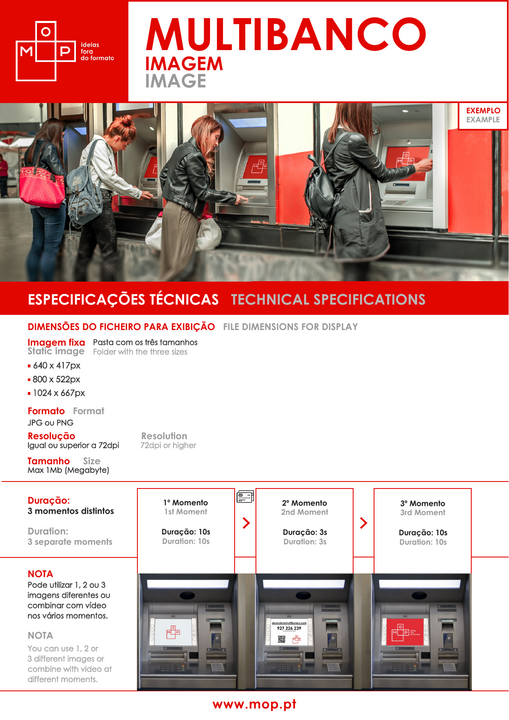 M O P
ideias
fora
do formato
MULTIBANCO
IMAGEM
IMAGE
EXEMPLO
EXAMPLE
ESPECIFICAÇÕES TÉCNICAS TECHNICAL SPECIFICATIONS
DIMENSÕES DO FICHEIRO PARA EXIBIÇÃO FILE DIMENSIONS FOR DISPLAY
Imagem fixa Pasta com os três tamanhos
Static image Folder with the three sizes
▪ 640 x 417px
▪ 800 x 522px
▪ 1024 x 667px
Formato Format
JPG ou PNG
Resolução Resolution
Igual ou superior a 72dpi 72dpi or higher
Tamanho Size
Max 1Mb (Megabyte)
Duração:
3 momentos distintos
Duration:
3 separate moments
1º Momento
1st Moment
Duração: 10s
Duration: 10s
2º Momento
2nd Moment
Duração: 3s
Duration: 3s
3º Momento
3rd Moment
Duração: 10s
Duration: 10s
NOTA
Pode utilizar 1, 2 ou 3
imagens diferentes ou
combinar com vídeo
nos vários momentos.
NOTA
You can use 1, 2 or
3 different images or
combine with video at
different moments.
927 226 239
www.mop.pt